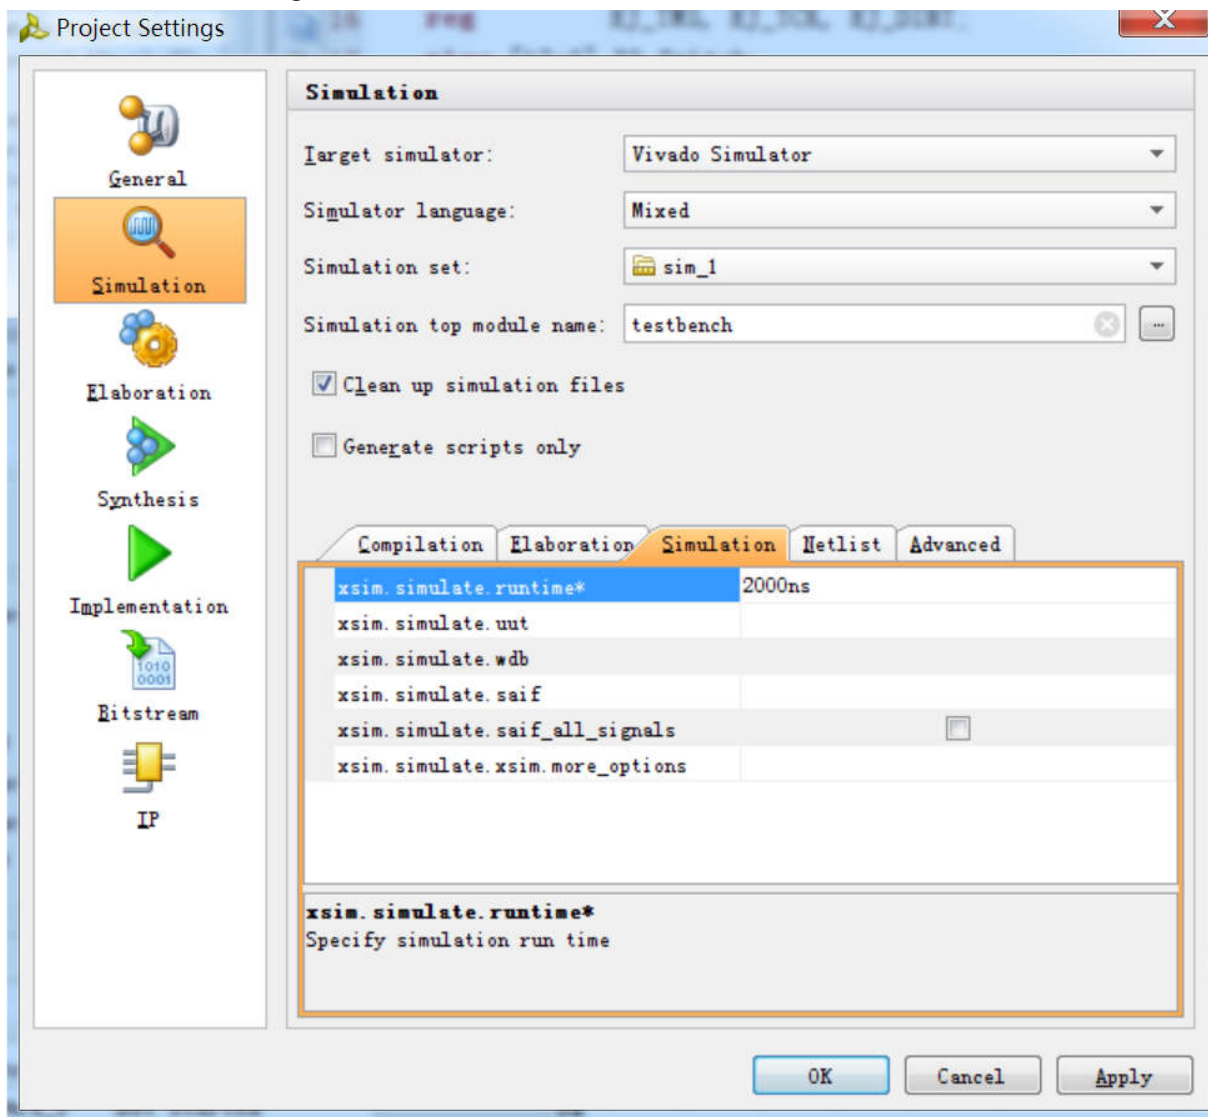 Project Settings
Simulation
General
Simulation
Elaboration
Synthesis
Implementation
Bitstream
IP
Target simulator:
Vivado Simulator
Simulator language:
Mixed
Simulation set:
sim_1
Simulation top module name:
testbench
...
Clean up simulation files
Generate scripts only
Compilation
Elaboration
Simulation
Netlist
Advanced
xsim.simulate.runtime*
2000ns
xsim.simulate.uut
xsim.simulate.wdb
xsim.simulate.saif
xsim.simulate.saif_all_signals
xsim.simulate.xsim.more_options
xsim.simulate.runtime*
Specify simulation run time
OK
Cancel
Apply